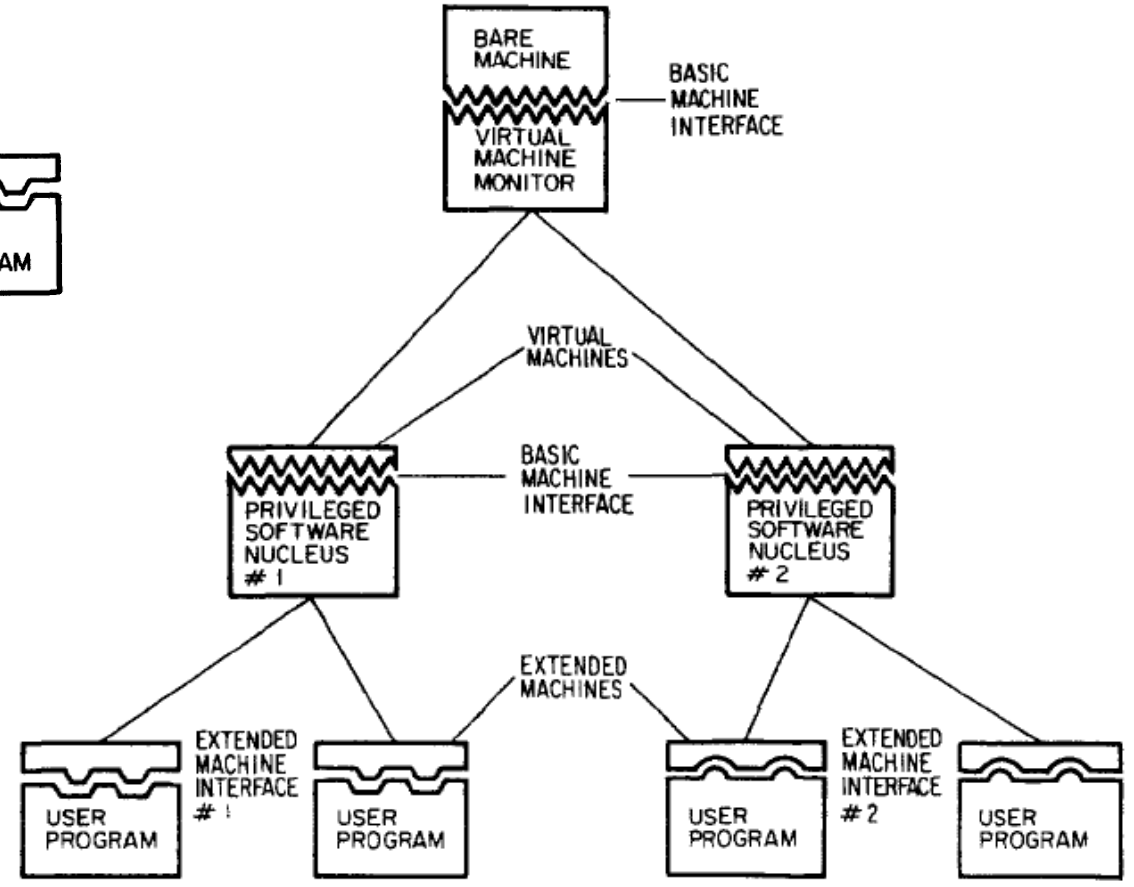 BARE
MACHINE
BASIC
MACHINE
INTERFACE
VIRTUAL
MACHINE
MONITOR
AM
VIRTUAL
MACHINES
BASIC
MACHINE
INTERFACE
PRIVILEGED
SOFTWARE
NUCLEUS
# 1
PRIVILEGED
SOFTWARE
NUCLEUS
# 2
EXTENDED
MACHINES
EXTENDED
MACHINE
INTERFACE
# 1
EXTENDED
MACHINE
INTERFACE
# 2
USER
PROGRAM
USER
PROGRAM
USER
PROGRAM
USER
PROGRAM